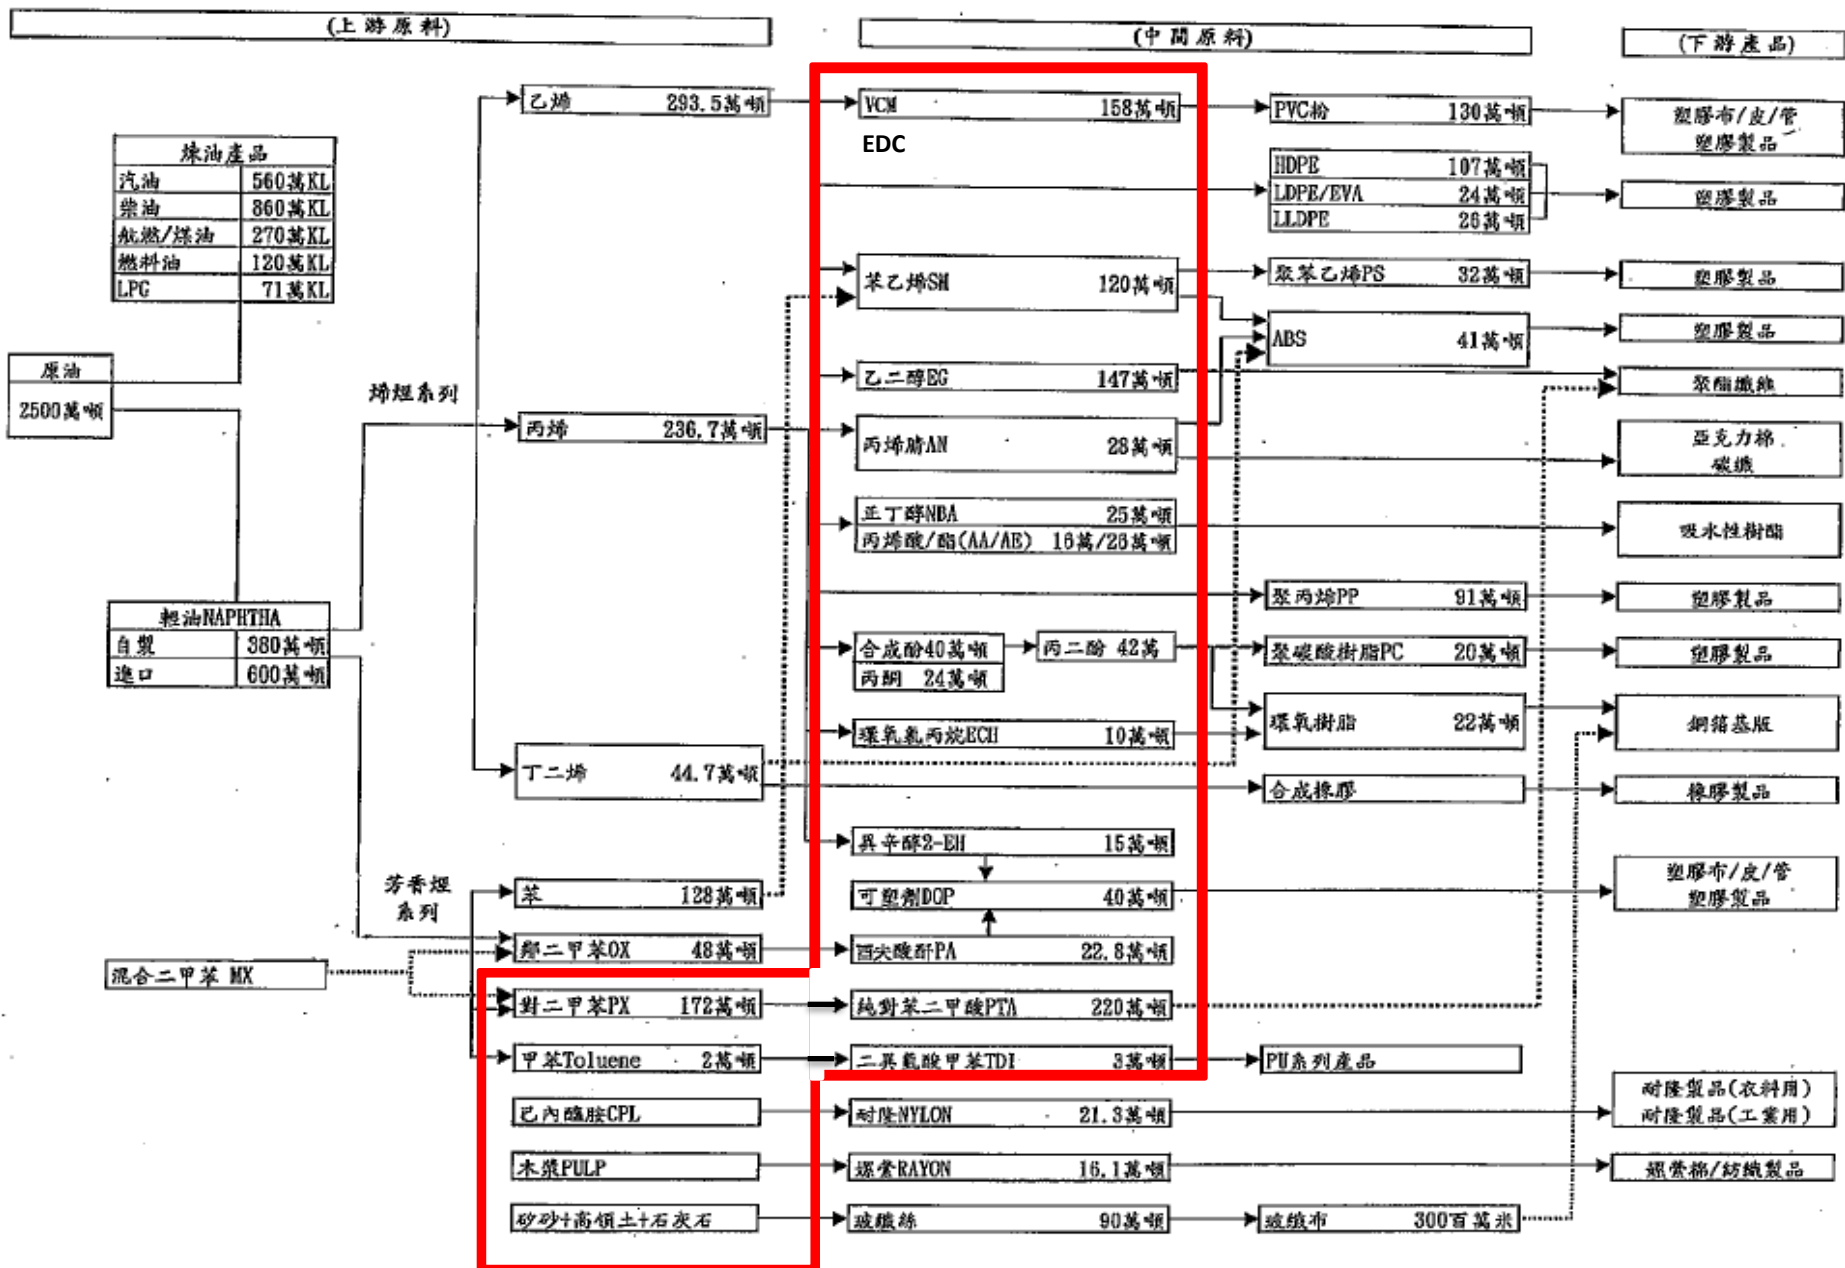 (上游原料)
(中間原料)
(下游產品)
乙烯 293.5萬噸
VCM 158萬噸
EDC
PVC粉 130萬噸
塑膠布/皮/管
塑膠製品
煉油產品
汽油 560萬KL
柴油 860萬KL
航燃/煤油 270萬KL
燃料油 120萬KL
LPG 71萬KL
HDPE 107萬噸
LDPE/EVA 24萬噸
LLDPE 26萬噸
塑膠製品
苯乙烯SM 120萬噸
聚苯乙烯PS 32萬噸
塑膠製品
ABS 41萬噸
塑膠製品
原油
2500萬噸
烯烴系列
乙二醇EG 147萬噸
聚酯纖維
丙烯 236.7萬噸
丙烯腈AN 28萬噸
亞克力棉
碳纖
正丁醇NBA 25萬噸
丙烯酸/酯(AA/AE) 16萬/26萬噸
吸水性樹酯
輕油NAPHTHA
自製 380萬噸
進口 600萬噸
聚丙烯PP 91萬噸
塑膠製品
合成酚40萬噸
丙酮 24萬噸
丙二酚 42萬
聚碳酸樹脂PC 20萬噸
塑膠製品
環氧氯丙烷ECH 10萬噸
環氧樹脂 22萬噸
銅箔基版
丁二烯 44.7萬噸
合成橡膠
橡膠製品
異辛醇2-EH 15萬噸
芳香烴
系列
苯 128萬噸
可塑劑DOP 40萬噸
塑膠布/皮/管
塑膠製品
鄰二甲苯OX 48萬噸
酉夾酸酐PA 22.8萬噸
混合二甲苯 MX
對二甲苯PX 172萬噸
純對苯二甲酸PTA 220萬噸
甲苯Toluene 2萬噸
二異氰酸甲苯TDI 3萬噸
PU系列產品
己內醯胺CPL
耐隆NYLON 21.3萬噸
耐隆製品(衣料用)
耐隆製品(工業用)
木漿PULP
嫘縈RAYON 16.1萬噸
嫘縈棉/紡織製品
矽砂+高領土+石灰石
玻纖絲 90萬噸
玻纖布 300百萬米